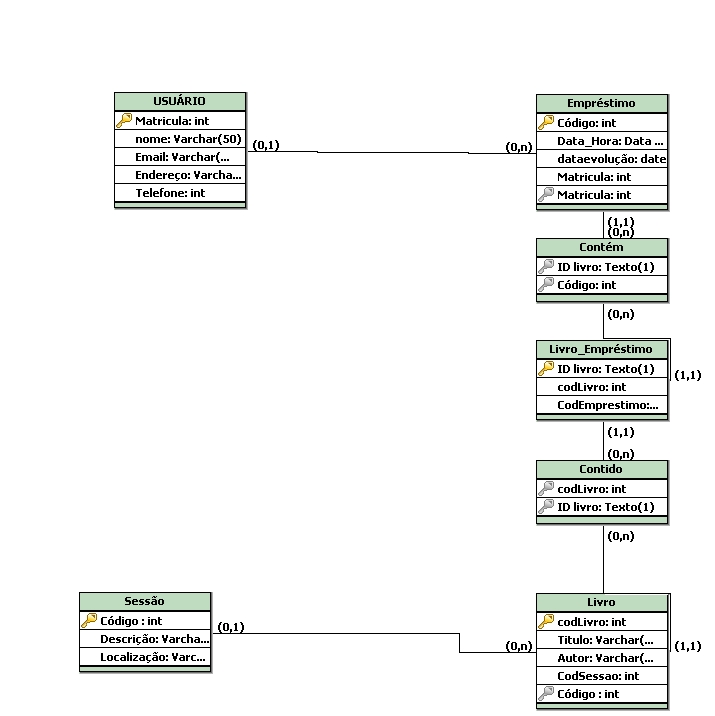 USUÁRIO
Matricula: int
nome: Varchar(50)
Email: Varchar(...
Endereço: Varcha...
Telefone: int
(0,1)
(0,n)
Empréstimo
Código: int
Data_Hora: Data ...
dataevolução: date
Matricula: int
Matricula: int
(1,1)
(0,n)
Contém
ID livro: Texto(1)
Código: int
(0,n)
Livro_Empréstimo
ID livro: Texto(1)
codLivro: int
CodEmprestimo:...
(1,1)
(1,1)
(0,n)
Contido
codLivro: int
ID livro: Texto(1)
(0,n)
Sessão
Código : int
Descrição: Varcha...
Localização: Varc...
(0,1)
(0,n)
Livro
codLivro: int
Titulo: Varchar(...
Autor: Varchar(...
CodSessao: int
Código : int
(1,1)